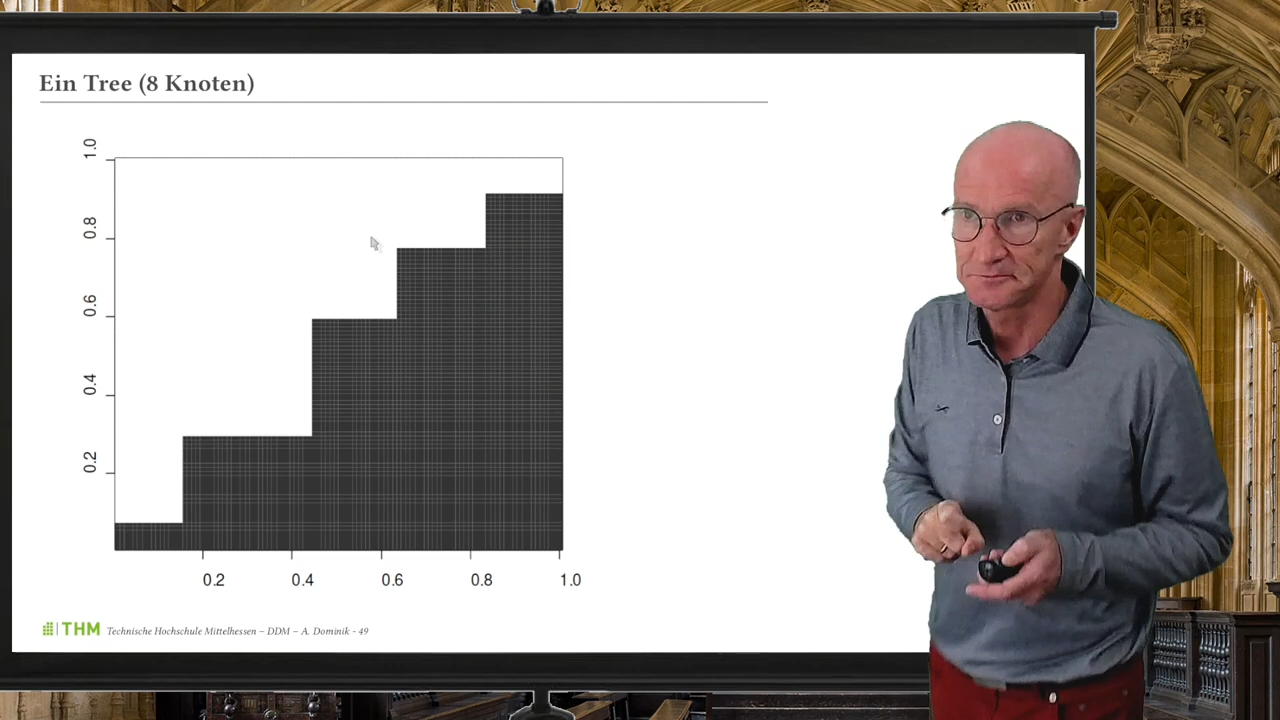 Ein Tree (8 Knoten)
1.0
0.8
0.6
0.4
0.2
0.2 0.4 0.6 0.8 1.0
THM Technische Hochschule Mittelhessen – DDM – A. Dominik - 49